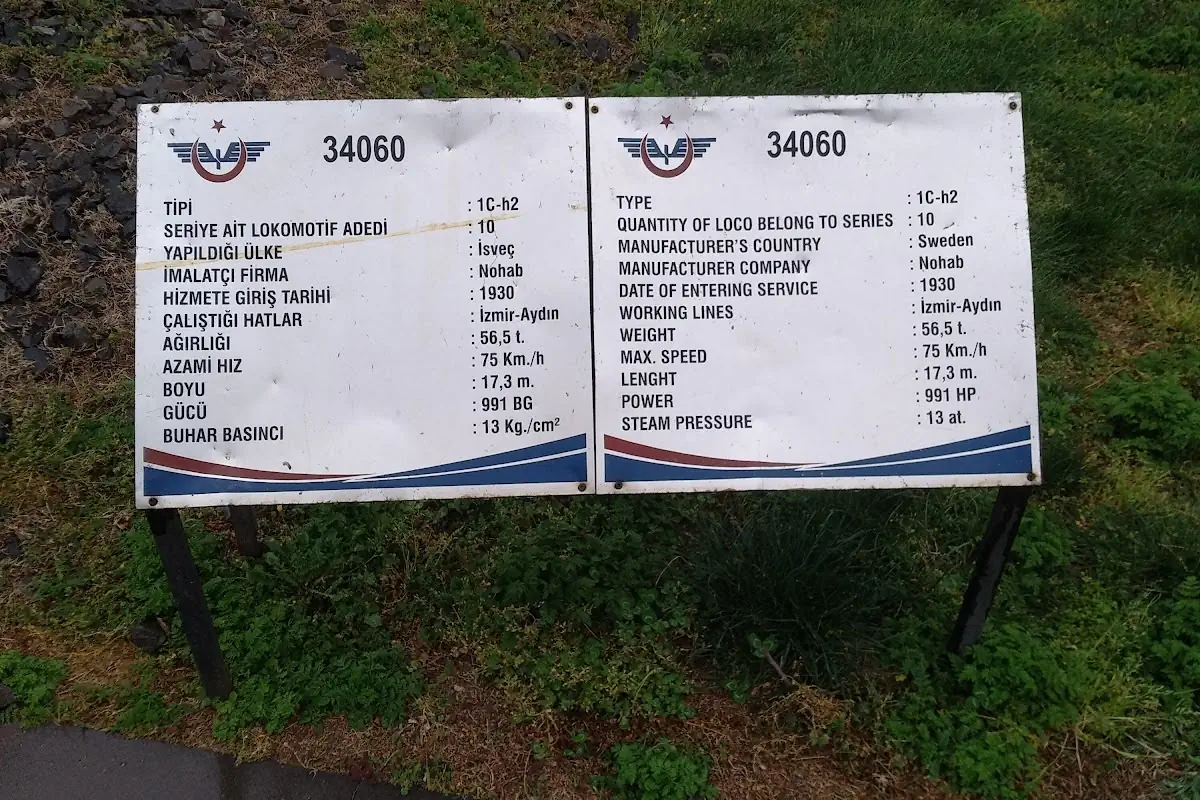 34060
TİPİ : 1C-h2
SERİYE AİT LOKOMOTİF ADEDİ : 10
YAPILDIĞI ÜLKE : İsveç
İMALATÇI FİRMA : Nohab
HİZMETE GİRİŞ TARİHİ : 1930
ÇALIŞTIĞI HATLAR : İzmir-Aydın
AĞIRLIĞI : 56,5 t.
AZAMİ HIZ : 75 Km./h
BOYU : 17,3 m.
GÜCÜ : 991 BG
BUHAR BASINCI : 13 Kg./cm²
34060
TYPE : 1C-h2
QUANTITY OF LOCO BELONG TO SERIES : 10
MANUFACTURER'S COUNTRY : Sweden
MANUFACTURER COMPANY : Nohab
DATE OF ENTERING SERVICE : 1930
WORKING LINES : İzmir-Aydın
WEIGHT : 56,5 t.
MAX. SPEED : 75 Km./h
LENGHT : 17,3 m.
POWER : 991 HP
STEAM PRESSURE : 13 at.